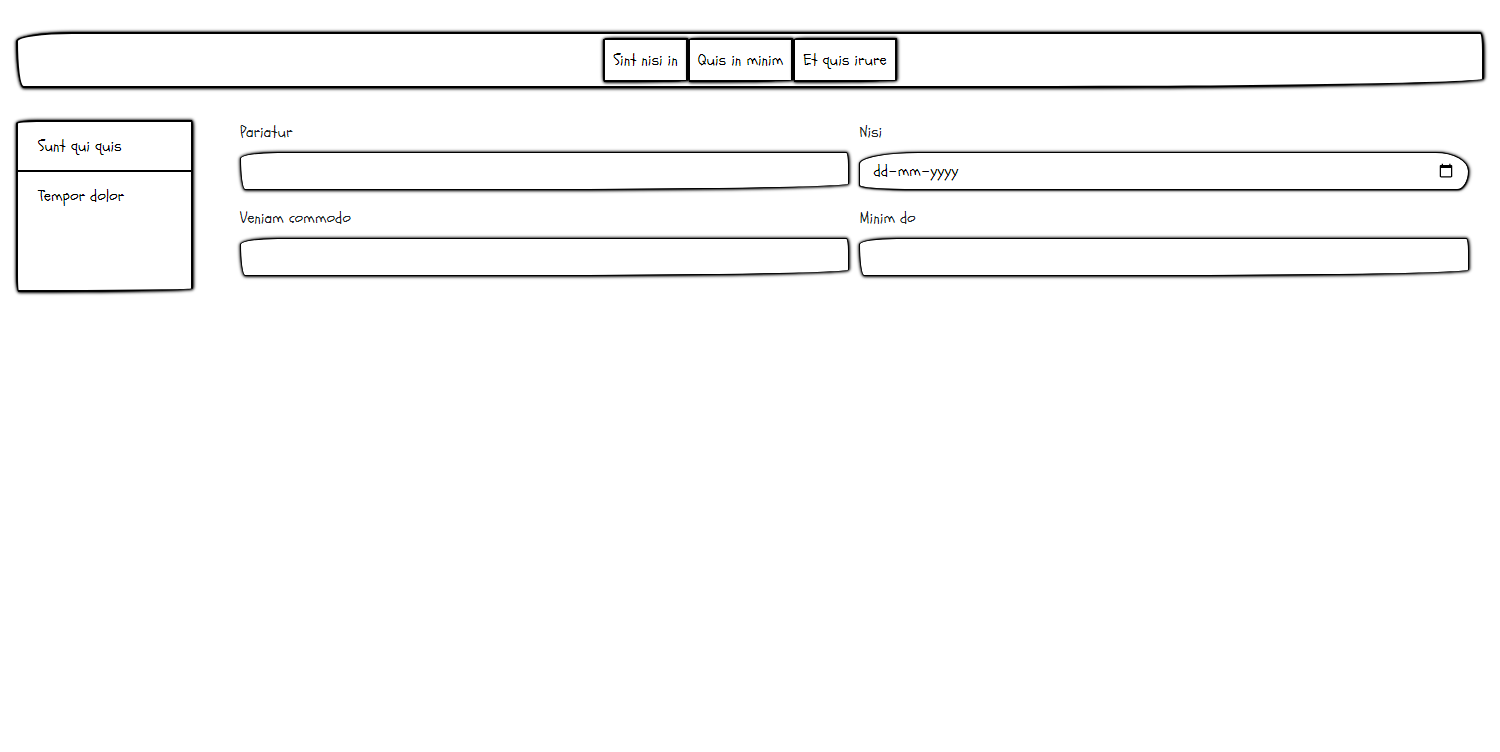 Sint nisi in Quis in minim Et quis irure
Sunt qui quis
Tempor dolor
Pariatur
Nisi
dd-mm-yyyy
Veniam commodo
Minim do